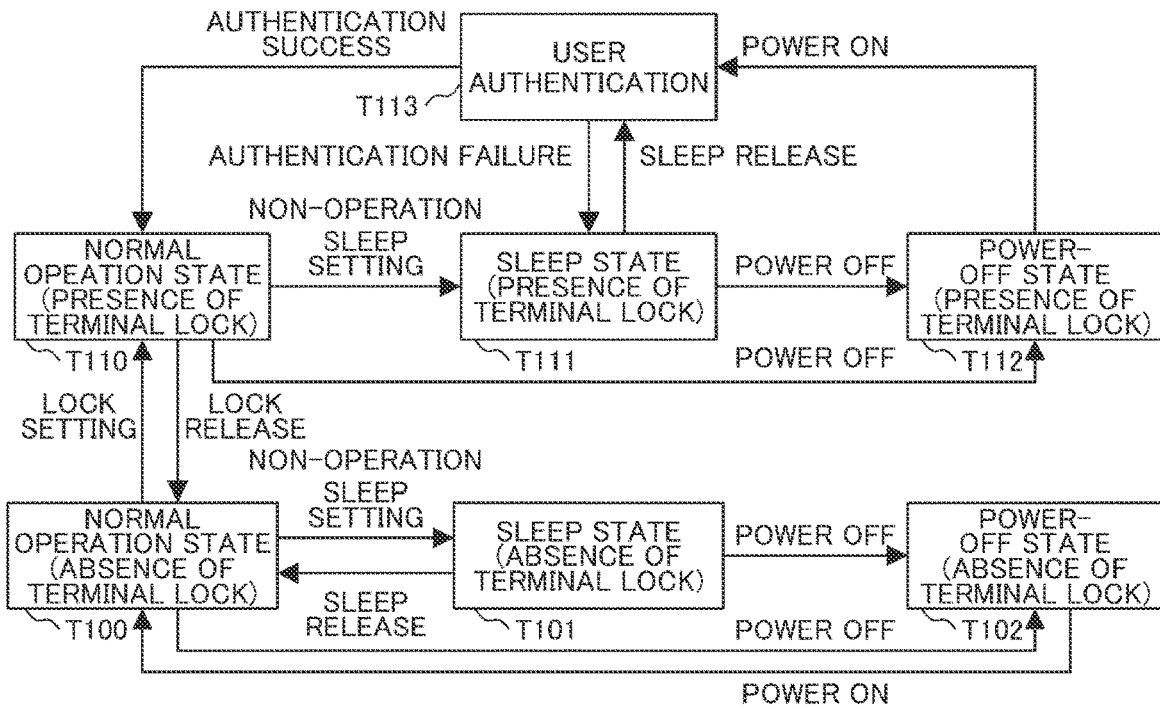 AUTHENTICATION
SUCCESS
USER
AUTHENTICATION
POWER ON
T113
AUTHENTICATION FAILURE
SLEEP RELEASE
NON-OPERATION
SLEEP
SETTING
NORMAL
OPEATION STATE
(PRESENCE OF
TERMINAL LOCK)
SLEEP STATE
(PRESENCE OF
TERMINAL LOCK)
POWER OFF
POWER-
OFF STATE
(PRESENCE OF
TERMINAL LOCK)
T110
T111
POWER OFF
T112
LOCK
SETTING
LOCK
RELEASE
NON-OPERATION
SLEEP
SETTING
NORMAL
OPERATION STATE
(ABSENCE OF
TERMINAL LOCK)
SLEEP STATE
(ABSENCE OF
TERMINAL LOCK)
POWER OFF
POWER-
OFF STATE
(ABSENCE OF
TERMINAL LOCK)
T100
SLEEP
RELEASE
T101
POWER OFF
T102
POWER ON